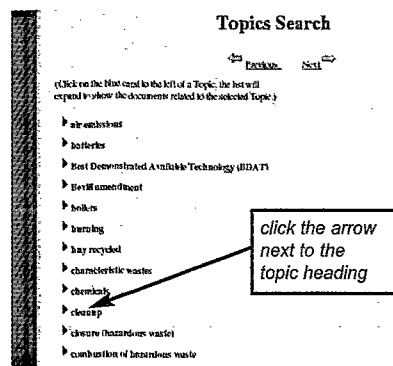 Topics Search
Previous Next
(Click on the blue card to the left of a Topic, the list will
expand to show the documents related to the selected Topic.)
air emissions
batteries
Best Demonstrated Available Technology (BDAT)
Bevill amendment
boilers
burning
buy recycled
characteristic wastes
chemicals
cleanup
closure (hazardous waste)
combustion of hazardous waste
click the arrow
next to the
topic heading